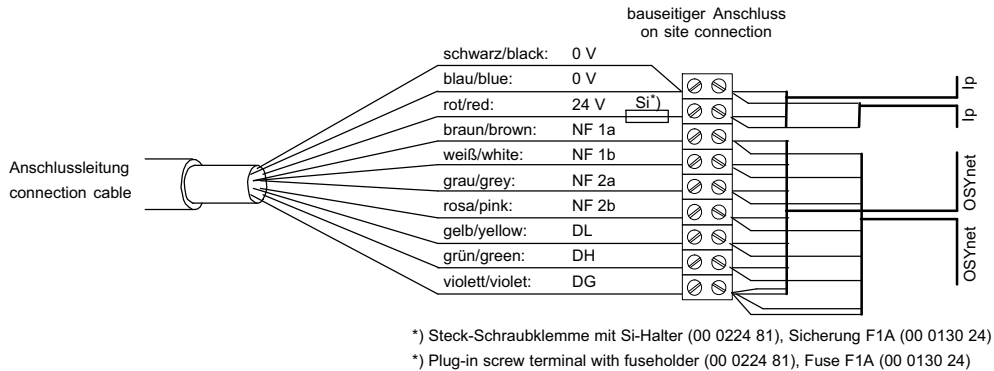 bauseitiger Anschluss
on site connection
schwarz/black: 0 V
blau/blue: 0 V
rot/red: 24 V Si*)
braun/brown: NF 1a
weiß/white: NF 1b
grau/grey: NF 2a
rosa/pink: NF 2b
gelb/yellow: DL
grün/green: DH
violett/violet: DG
Anschlussleitung
connection cable
Ip
Ip
OSYnet
OSYnet
*) Steck-Schraubklemme mit Si-Halter (00 0224 81), Sicherung F1A (00 0130 24)
*) Plug-in screw terminal with fuseholder (00 0224 81), Fuse F1A (00 0130 24)